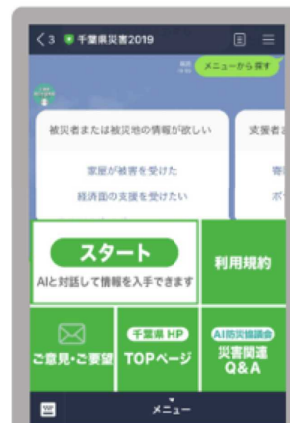 3 千葉県災害2019
メニューから探す
被災者または被災地の情報が欲しい
家屋が被害を受けた
経済面の支援を受けたい
支援者
スタート
AIと対話して情報を入手できます
利用規約
ご意見・ご要望
千葉県 HP
TOPページ
AI防災協議会
災害関連
Q&A
メニュー